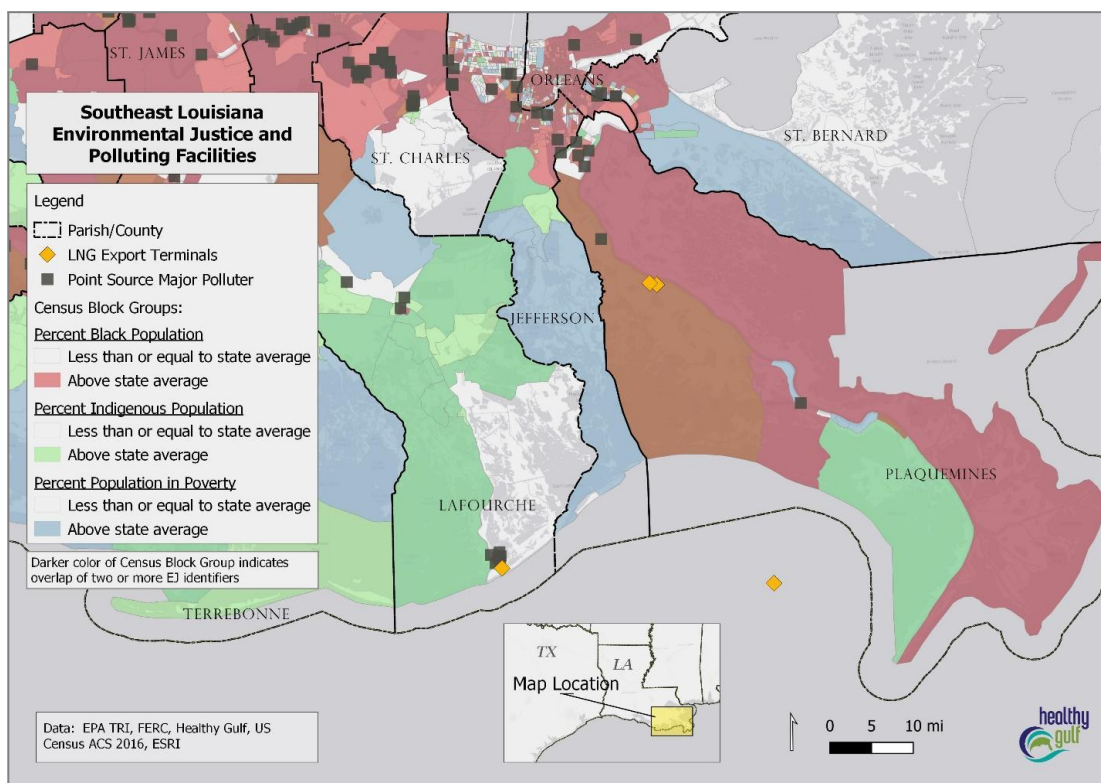 ST. JAMES
ORLEANS
Southeast Louisiana
Environmental Justice and
Polluting Facilities
ST. CHARLES
ST. BERNARD
Legend
Parish/County
LNG Export Terminals
Point Source Major Polluter
Census Block Groups:
Percent Black Population
Less than or equal to state average
Above state average
Percent Indigenous Population
Less than or equal to state average
Above state average
Percent Population in Poverty
Less than or equal to state average
Above state average
Darker color of Census Block Group indicates
overlap of two or more EJ identifiers
JEFFERSON
PLAQUEMINES
LAFOURCHE
TERREBONNE
TX
LA
Map Location
Data: EPA TRI, FERC, Healthy Gulf, US
Census ACS 2016, ESRI
0 5 10 mi
healthy
gulf